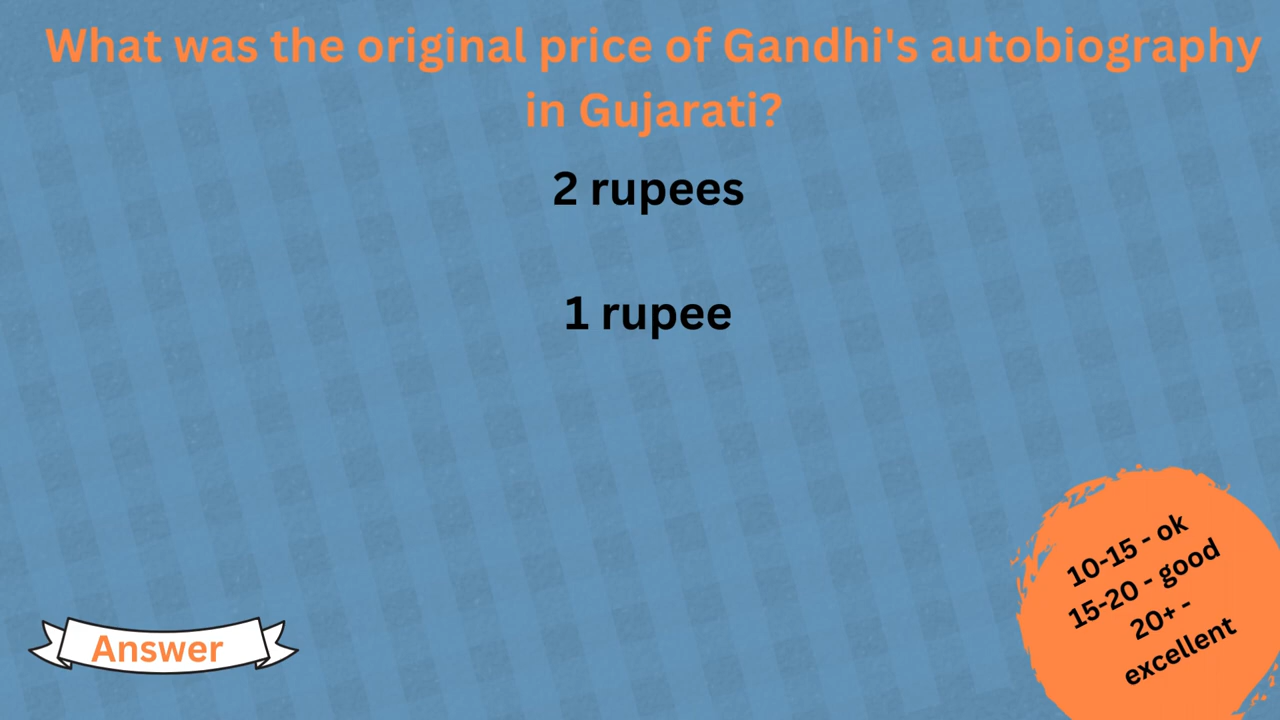 What was the original price of Gandhi's autobiography
in Gujarati?
2 rupees
1 rupee
Answer
10-15 - ok
15-20 - good
20+ -
excellent